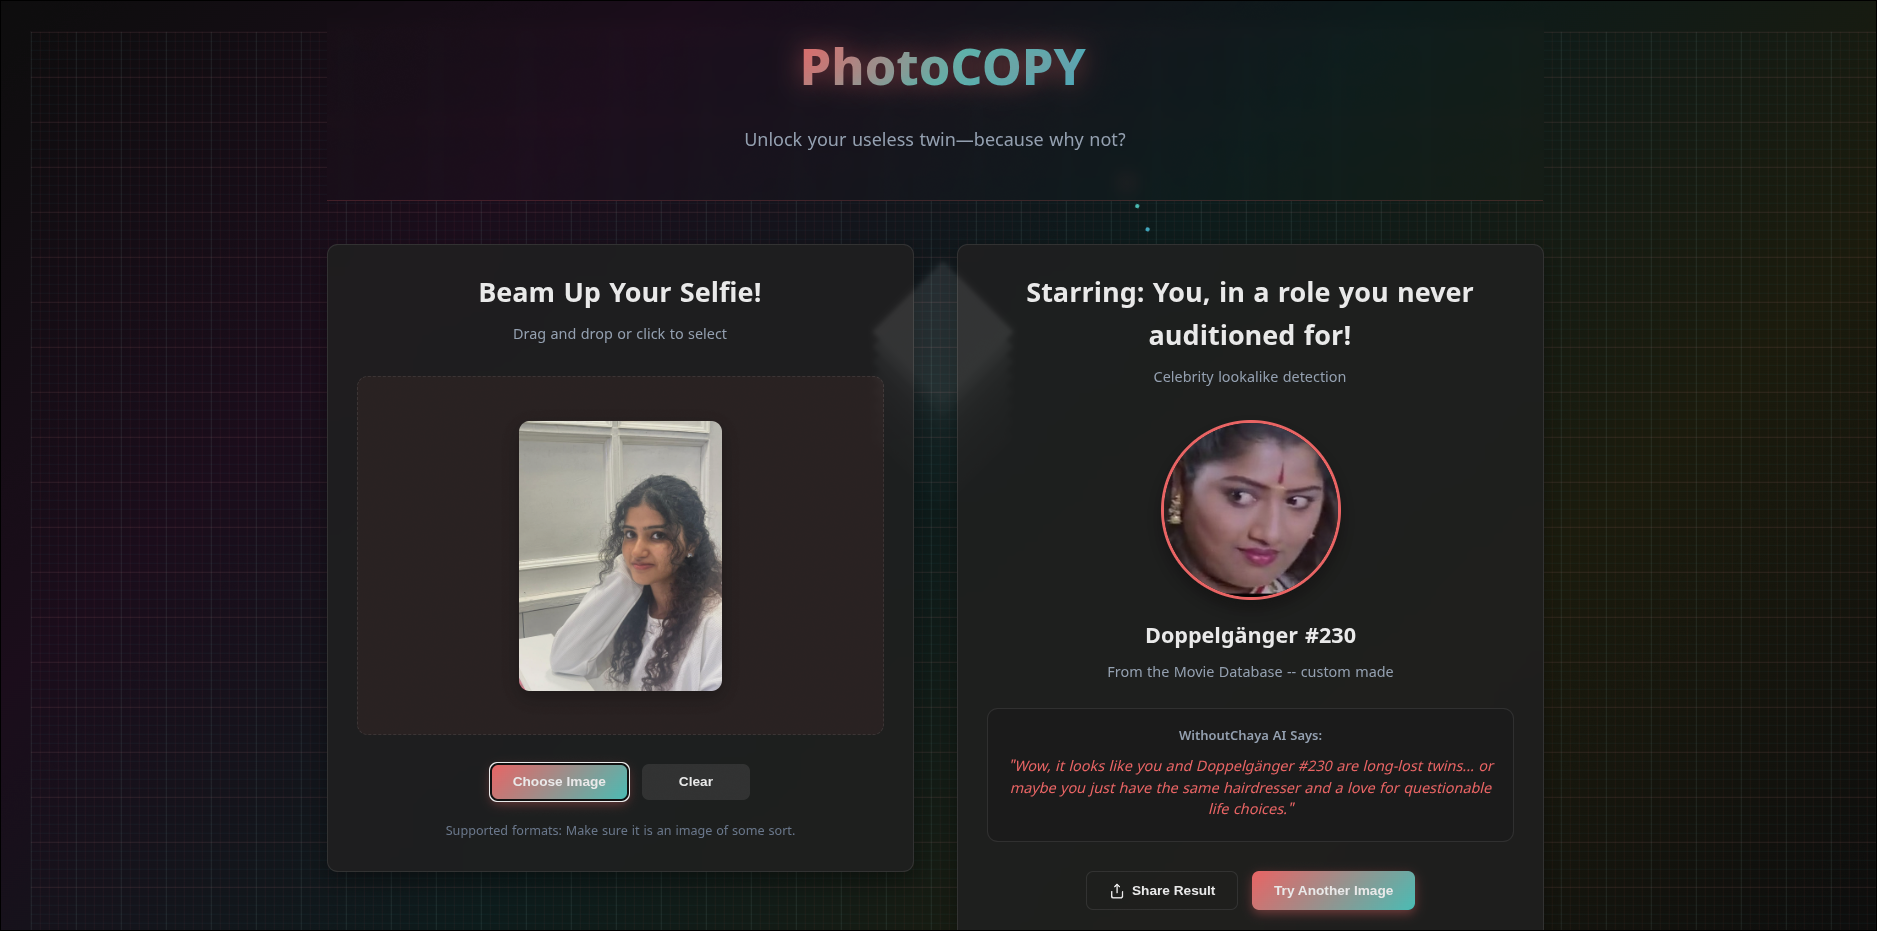 PhotoCOPY
Unlock your useless twin—because why not?
Beam Up Your Selfie!
Drag and drop or click to select
Choose Image
Clear
Supported formats: Make sure it is an image of some sort.
Starring: You, in a role you never
auditioned for!
Celebrity lookalike detection
Doppelgänger #230
From the Movie Database -- custom made
WithoutChaya AI Says:
"Wow, it looks like you and Doppelgänger #230 are long-lost twins... or
maybe you just have the same hairdresser and a love for questionable
life choices."
Share Result
Try Another Image